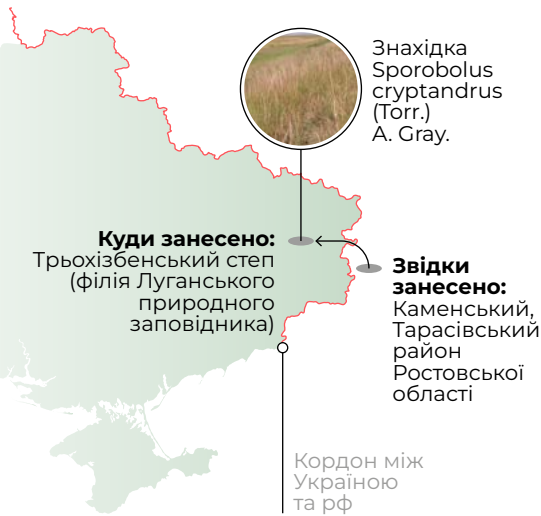 Знахідка
Sporobolus
cryptandrus
(Torr.)
A. Gray.
Куди занесено:
Трьохізбенський степ
(філія Луганського
природного
заповідника)
Звідки
занесено:
Каменський,
Тарасівський
район
Ростовської
області
Кордон між
Україною
та рф